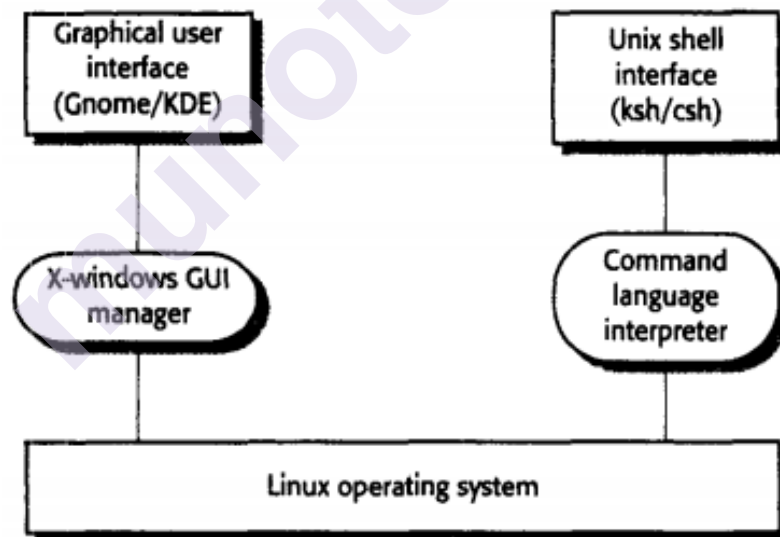 Graphical user
interface
(Gnome/KDE)
Unix shell
interface
(ksh/csh)
X-windows GUI
manager
Command
language
interpreter
Linux operating system